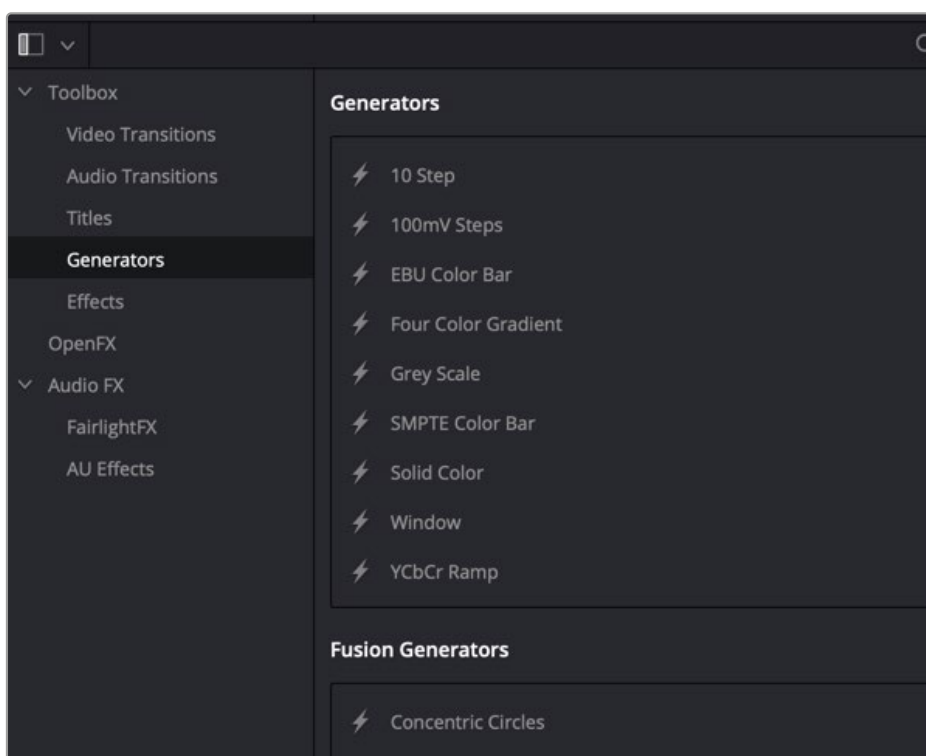 Toolbox
Video Transitions
Audio Transitions
Titles
Generators
Effects
OpenFX
Audio FX
FairlightFX
AU Effects
Generators
10 Step
100mV Steps
EBU Color Bar
Four Color Gradient
Grey Scale
SMPTE Color Bar
Solid Color
Window
YCbCr Ramp
Fusion Generators
Concentric Circles